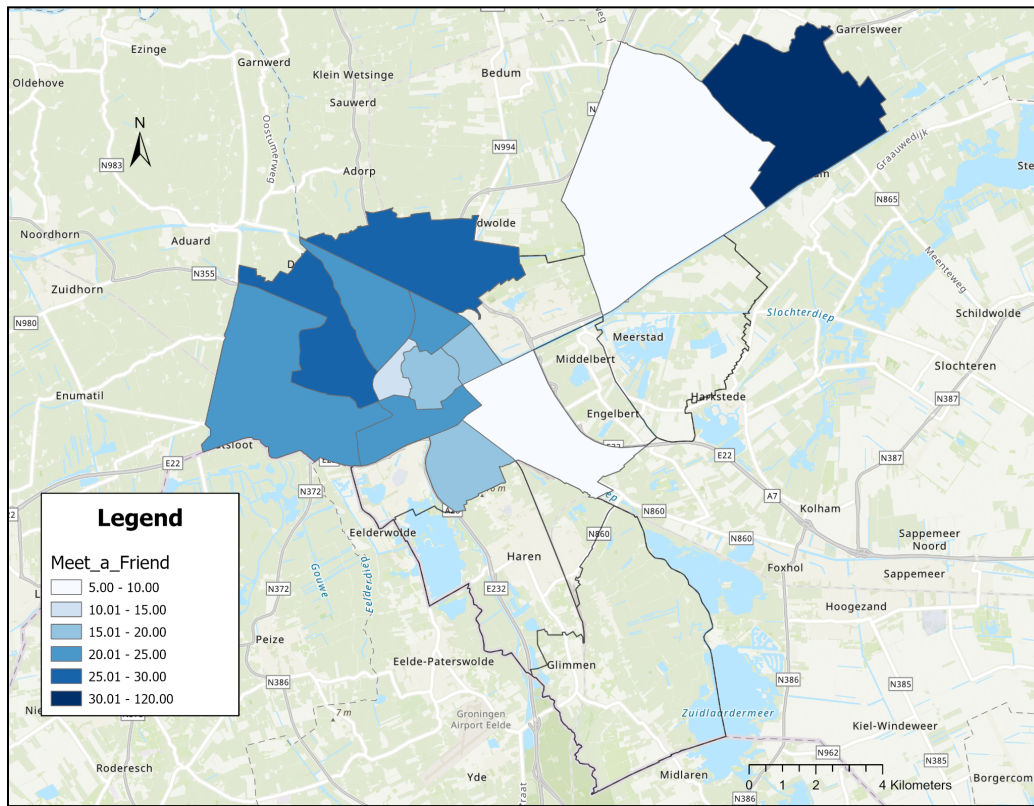 Garrelsweer
Ezinge
Garnwerd
Oldehove
Klein Wetsinge
Bedum
Sauwerd
Oostumerweg
N
N994
Graauwedijk
N983
Adorp
N865
Noordhorn
dwolde
Aduard
N355
Meenteweg
Zuidhorn
Slochterdiep
Schildwolde
N980
Meerstad
Middelbert
Slochteren
Enumatil
Harkstede
N387
Engelbert
E22
E22
N387
N372
A7
Kolham
N860
N860
Eelderwolde
N860
Sappemeer
Noord
Haren
Foxhol
Sappemeer
Gouwe
Eelderdiep
N372
E232
Hoogezand
Peize
Eelde-Paterswolde
Glimmen
N386
N386
N385
7 m
Groningen
Airport Eelde
Zuidlaardermeer
Kiel-Windeweer
N962
Roderesch
Yde
Midlaren
N385
Borgercom
N386
Legend
Meet_a_Friend
5.00 - 10.00
10.01 - 15.00
15.01 - 20.00
20.01 - 25.00
25.01 - 30.00
30.01 - 120.00
0 1 2 4 Kilometers